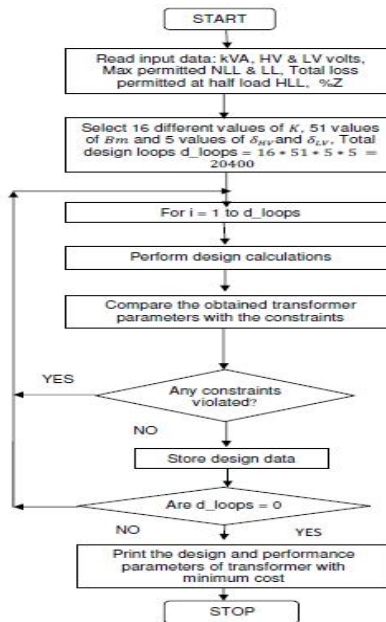 START
Read input data: kVA, HV & LV volts,
Max permitted NLL & LL, Total loss
permitted at half load HLL, %Z
Select 16 different values of K, 51 values
of Bm and 5 values of δHV and δLV, Total
design loops d_loops = 16 * 51 * 5 * 5 =
20400
For i = 1 to d_loops
Perform design calculations
Compare the obtained transformer
parameters with the constraints
YES
Any constraints
violated?
NO
Store design data
Are d_loops = 0
NO YES
Print the design and performance
parameters of transformer with
minimum cost
STOP